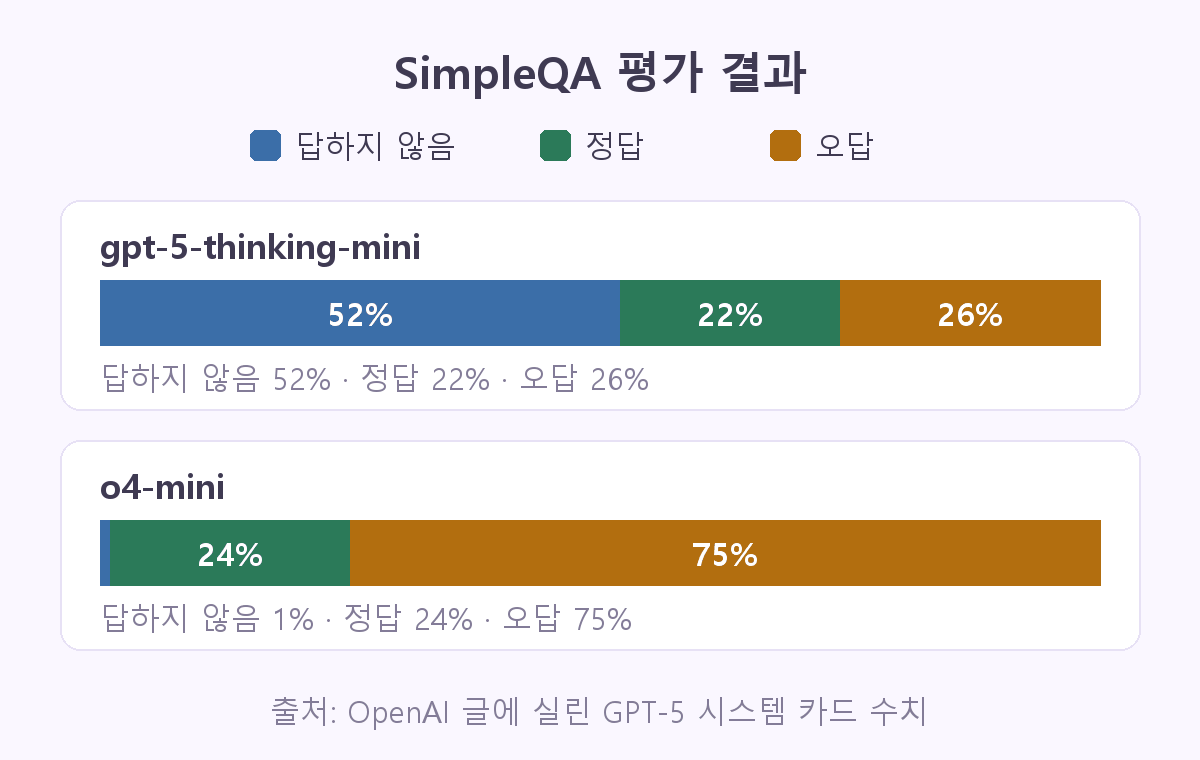 SimpleQA 평가 결과
답하지 않음 정답 오답
gpt-5-thinking-mini
52% 22% 26%
답하지 않음 52% · 정답 22% · 오답 26%
o4-mini
24% 75%
답하지 않음 1% · 정답 24% · 오답 75%
출처: OpenAI 글에 실린 GPT-5 시스템 카드 수치